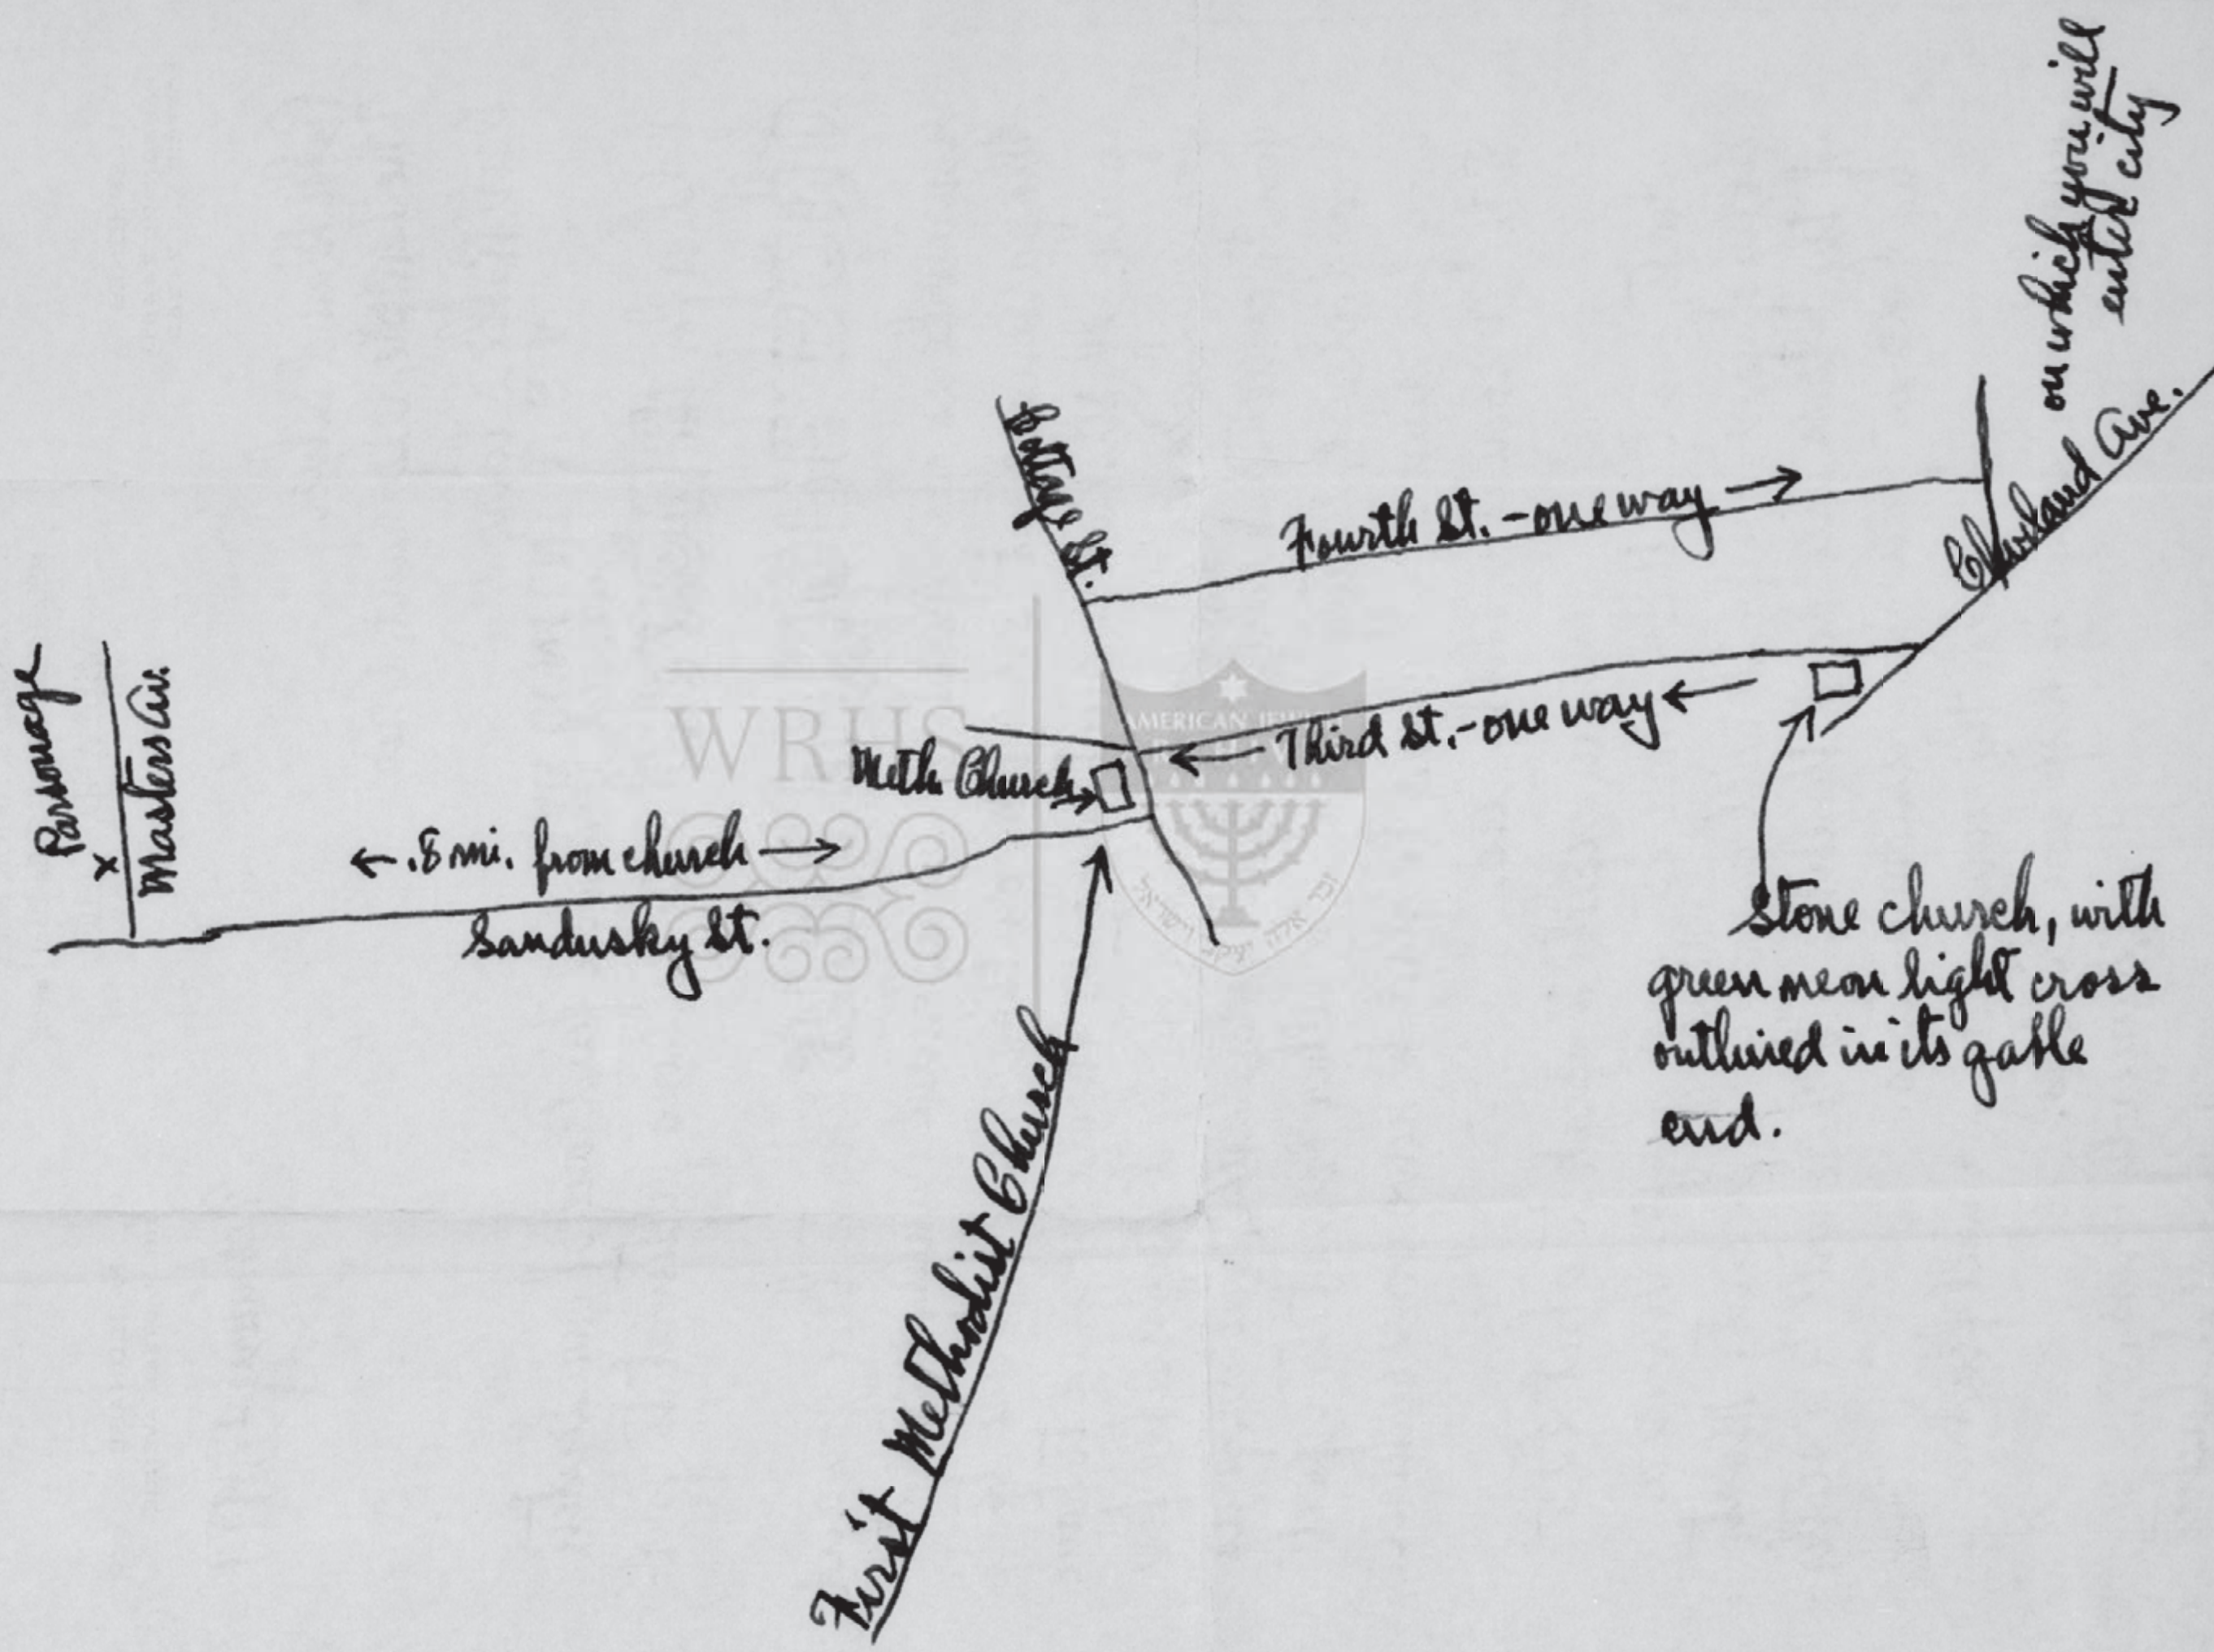 on which you will
enter city
Cleveland Ave.
Cottage St.
Fourth St. - one way →
Third St. - one way ←
←
Meth. Church →
Parsonage
x
Masters Av.
← .8 mi. from church →
Sandusky St.
Stone church, with
green neon light cross
outlined in its gable
end.
First Methodist Church
WRHS
AMERICAN JEWISH